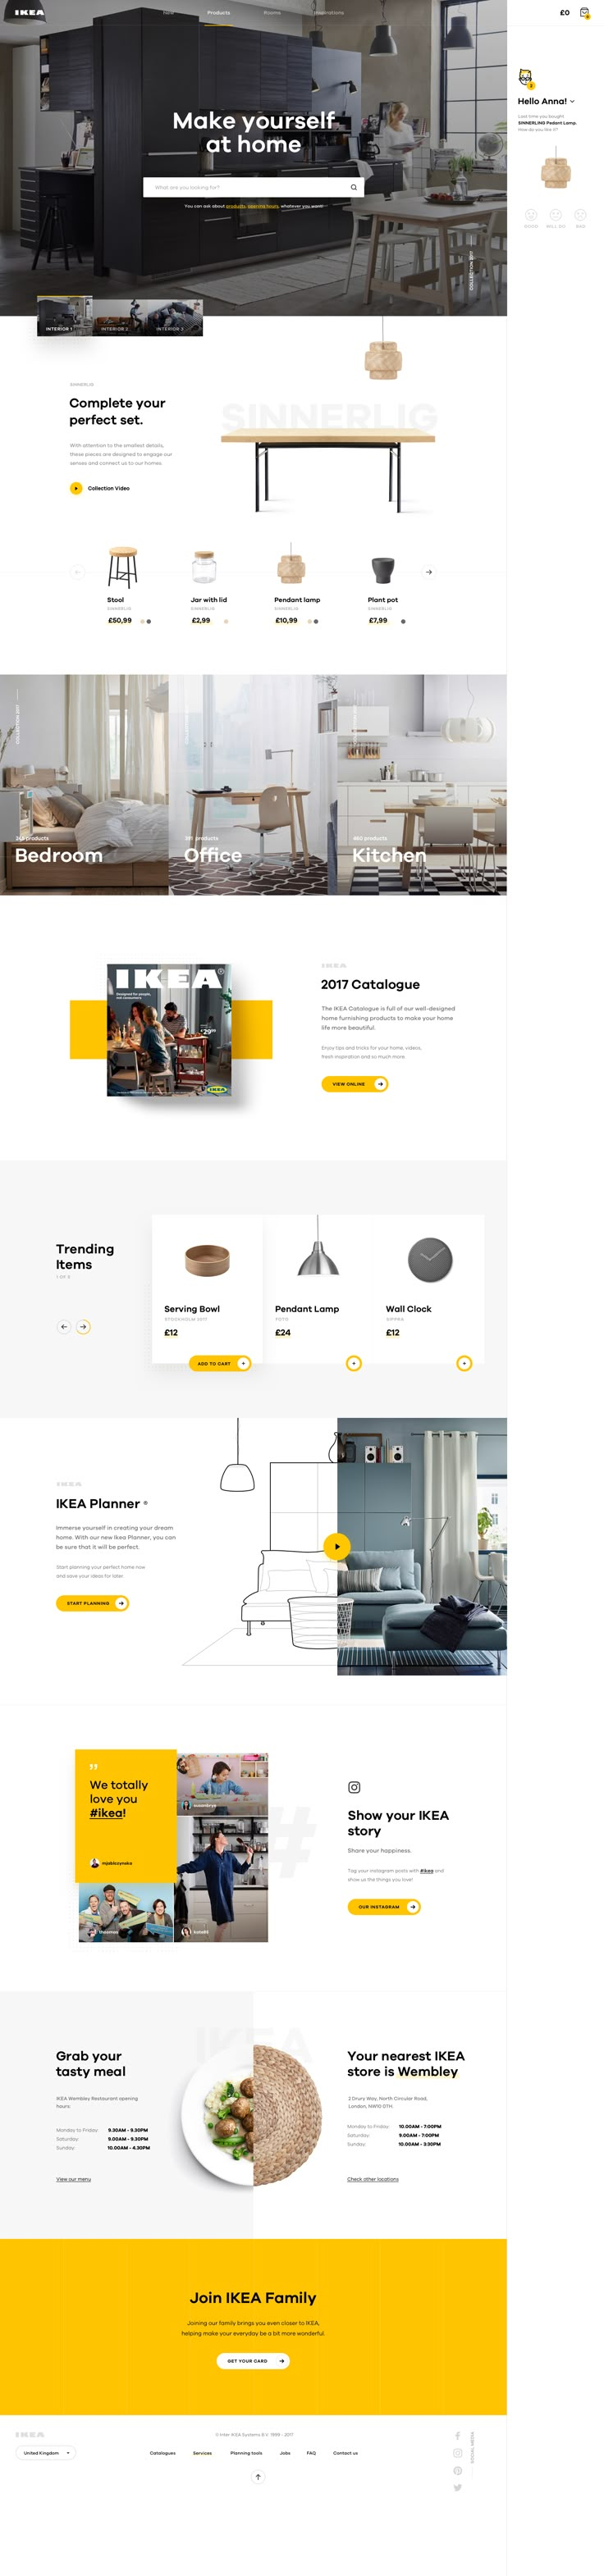 IKEA
New
Products
Rooms
Inspirations
£0
Make yourself
at home
What are you looking for?
You can ask about products, opening hours, whatever you want!
COLLECTION 2017
INTERIOR 1
INTERIOR 2
INTERIOR 3
Hello Anna!
Last time you bought
SINNERLING Pedant Lamp.
How do you like it?
GOOD
WILL DO
BAD
SINNERLIG
Complete your
perfect set.
With attention to the smallest details,
these pieces are designed to engage our
senses and connect us to our homes.
Collection Video
SINNERLIG
Stool
SINNERLIG
£50,99
Jar with lid
SINNERLIG
£2,99
Pendant lamp
SINNERLIG
£10,99
Plant pot
SINNERLIG
£7,99
COLLECTION 2017
products
Bedroom
products
Office
products
Kitchen
IKEA
Designed for people,
not consumers
IKEA
IKEA
2017 Catalogue
The IKEA Catalogue is full of our well-designed
home furnishing products to make your home
life more beautiful.
Enjoy tips and tricks for your home, videos,
fresh inspiration and so much more.
VIEW ONLINE
Trending
Items
1 OF 5
Serving Bowl
STOCKHOLM 2017
£12
ADD TO CART
Pendant Lamp
FOTO
£24
Wall Clock
£12
IKEA
IKEA Planner
Immerse yourself in creating your dream
home. With our new Ikea Planner, you can
be sure that it will be perfect.
Start planning your perfect home now
and save your ideas for later.
START PLANNING
We totally
love you
#ikea!
#
Show your IKEA
story
Share your happiness.
Tag your instagram posts with #ikea and
show us the things you love!
OUR INSTAGRAM
IKEA
Grab your
tasty meal
IKEA Wembley Restaurant opening
hours:
Monday to Friday: 9.30AM - 9.30PM
Saturday: 9.00AM - 9.30PM
Sunday: 10.00AM - 4.30PM
View our menu
Your nearest IKEA
store is Wembley
2 Drury Way, North Circular Road,
London, NW10 0TH.
Monday to Friday: 10.00AM - 7:00PM
Saturday: 9.00AM - 7:00PM
Sunday: 10.00AM - 3:30PM
Check other locations
Join IKEA Family
Joining our family brings you even closer to IKEA,
helping make your everyday be a bit more wonderful.
GET YOUR CARD
IKEA
United Kingdom
© Inter IKEA Systems B.V. 1999 - 2017
Catalogues
Services
Planning tools
Jobs
FAQ
Contact us
SOCIAL MEDIA